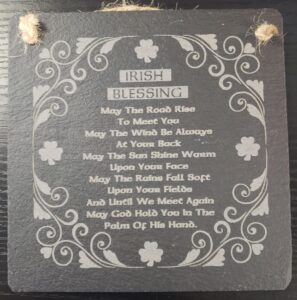 IRISH
BLESSING
May The Road Rise
To Meet You
May The Wind Be Always
At Your Back
May The Sun Shine Warm
Upon Your Face
May The Rains Fall Soft
Upon Your Fields
And Until We Meet Again
May God Hold You In The
Palm Of His Hand.